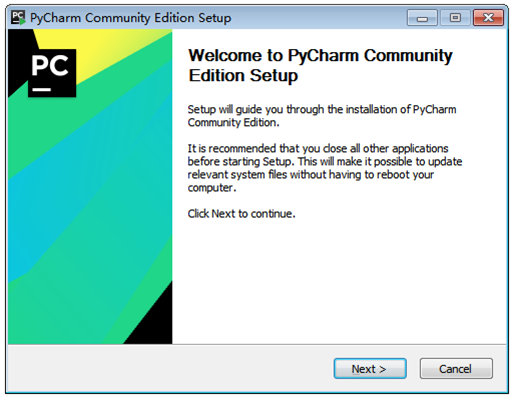 PyCharm Community Edition Setup
PC
Welcome to PyCharm Community
Edition Setup
Setup will guide you through the installation of PyCharm
Community Edition.
It is recommended that you close all other applications
before starting Setup. This will make it possible to update
relevant system files without having to reboot your
computer.
Click Next to continue.
Next >
Cancel